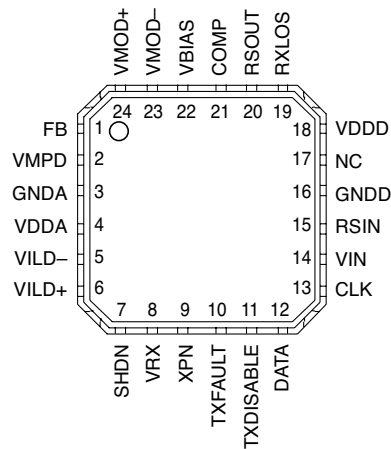 VMOD+
VMOD–
VBIAS
COMP
RSOUT
RXLOS
24 23 22 21 20 19
FB 1
VMPD 2
GNDA 3
VDDA 4
VILD– 5
VILD+ 6
18 VDDD
17 NC
16 GNDD
15 RSIN
14 VIN
13 CLK
7 8 9 10 11 12
SHDN
VRX
XPN
TXFAULT
TXDISABLE
DATA